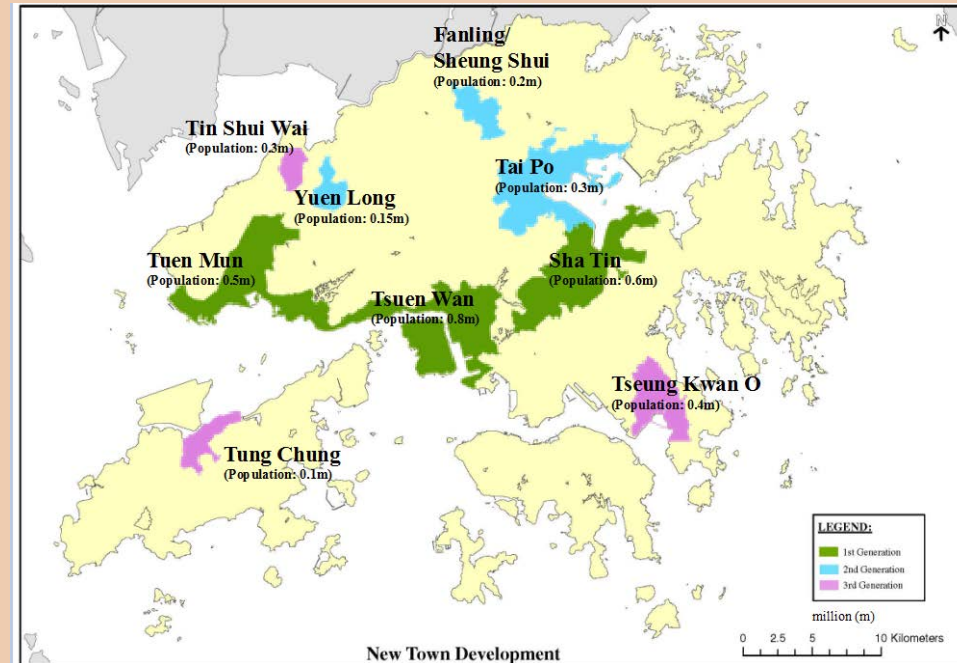 N
Fanling/
Sheung Shui
(Population: 0.2m)
Tin Shui Wai
(Population: 0.3m)
Tai Po
(Population: 0.3m)
Yuen Long
(Population: 0.15m)
Tuen Mun
(Population: 0.5m)
Sha Tin
(Population: 0.6m)
Tsuen Wan
(Population: 0.8m)
Tseung Kwan O
(Population: 0.4m)
Tung Chung
(Population: 0.1m)
LEGEND:
1st Generation
2nd Generation
3rd Generation
million (m)
0 2.5 5 10 Kilometers
New Town Development